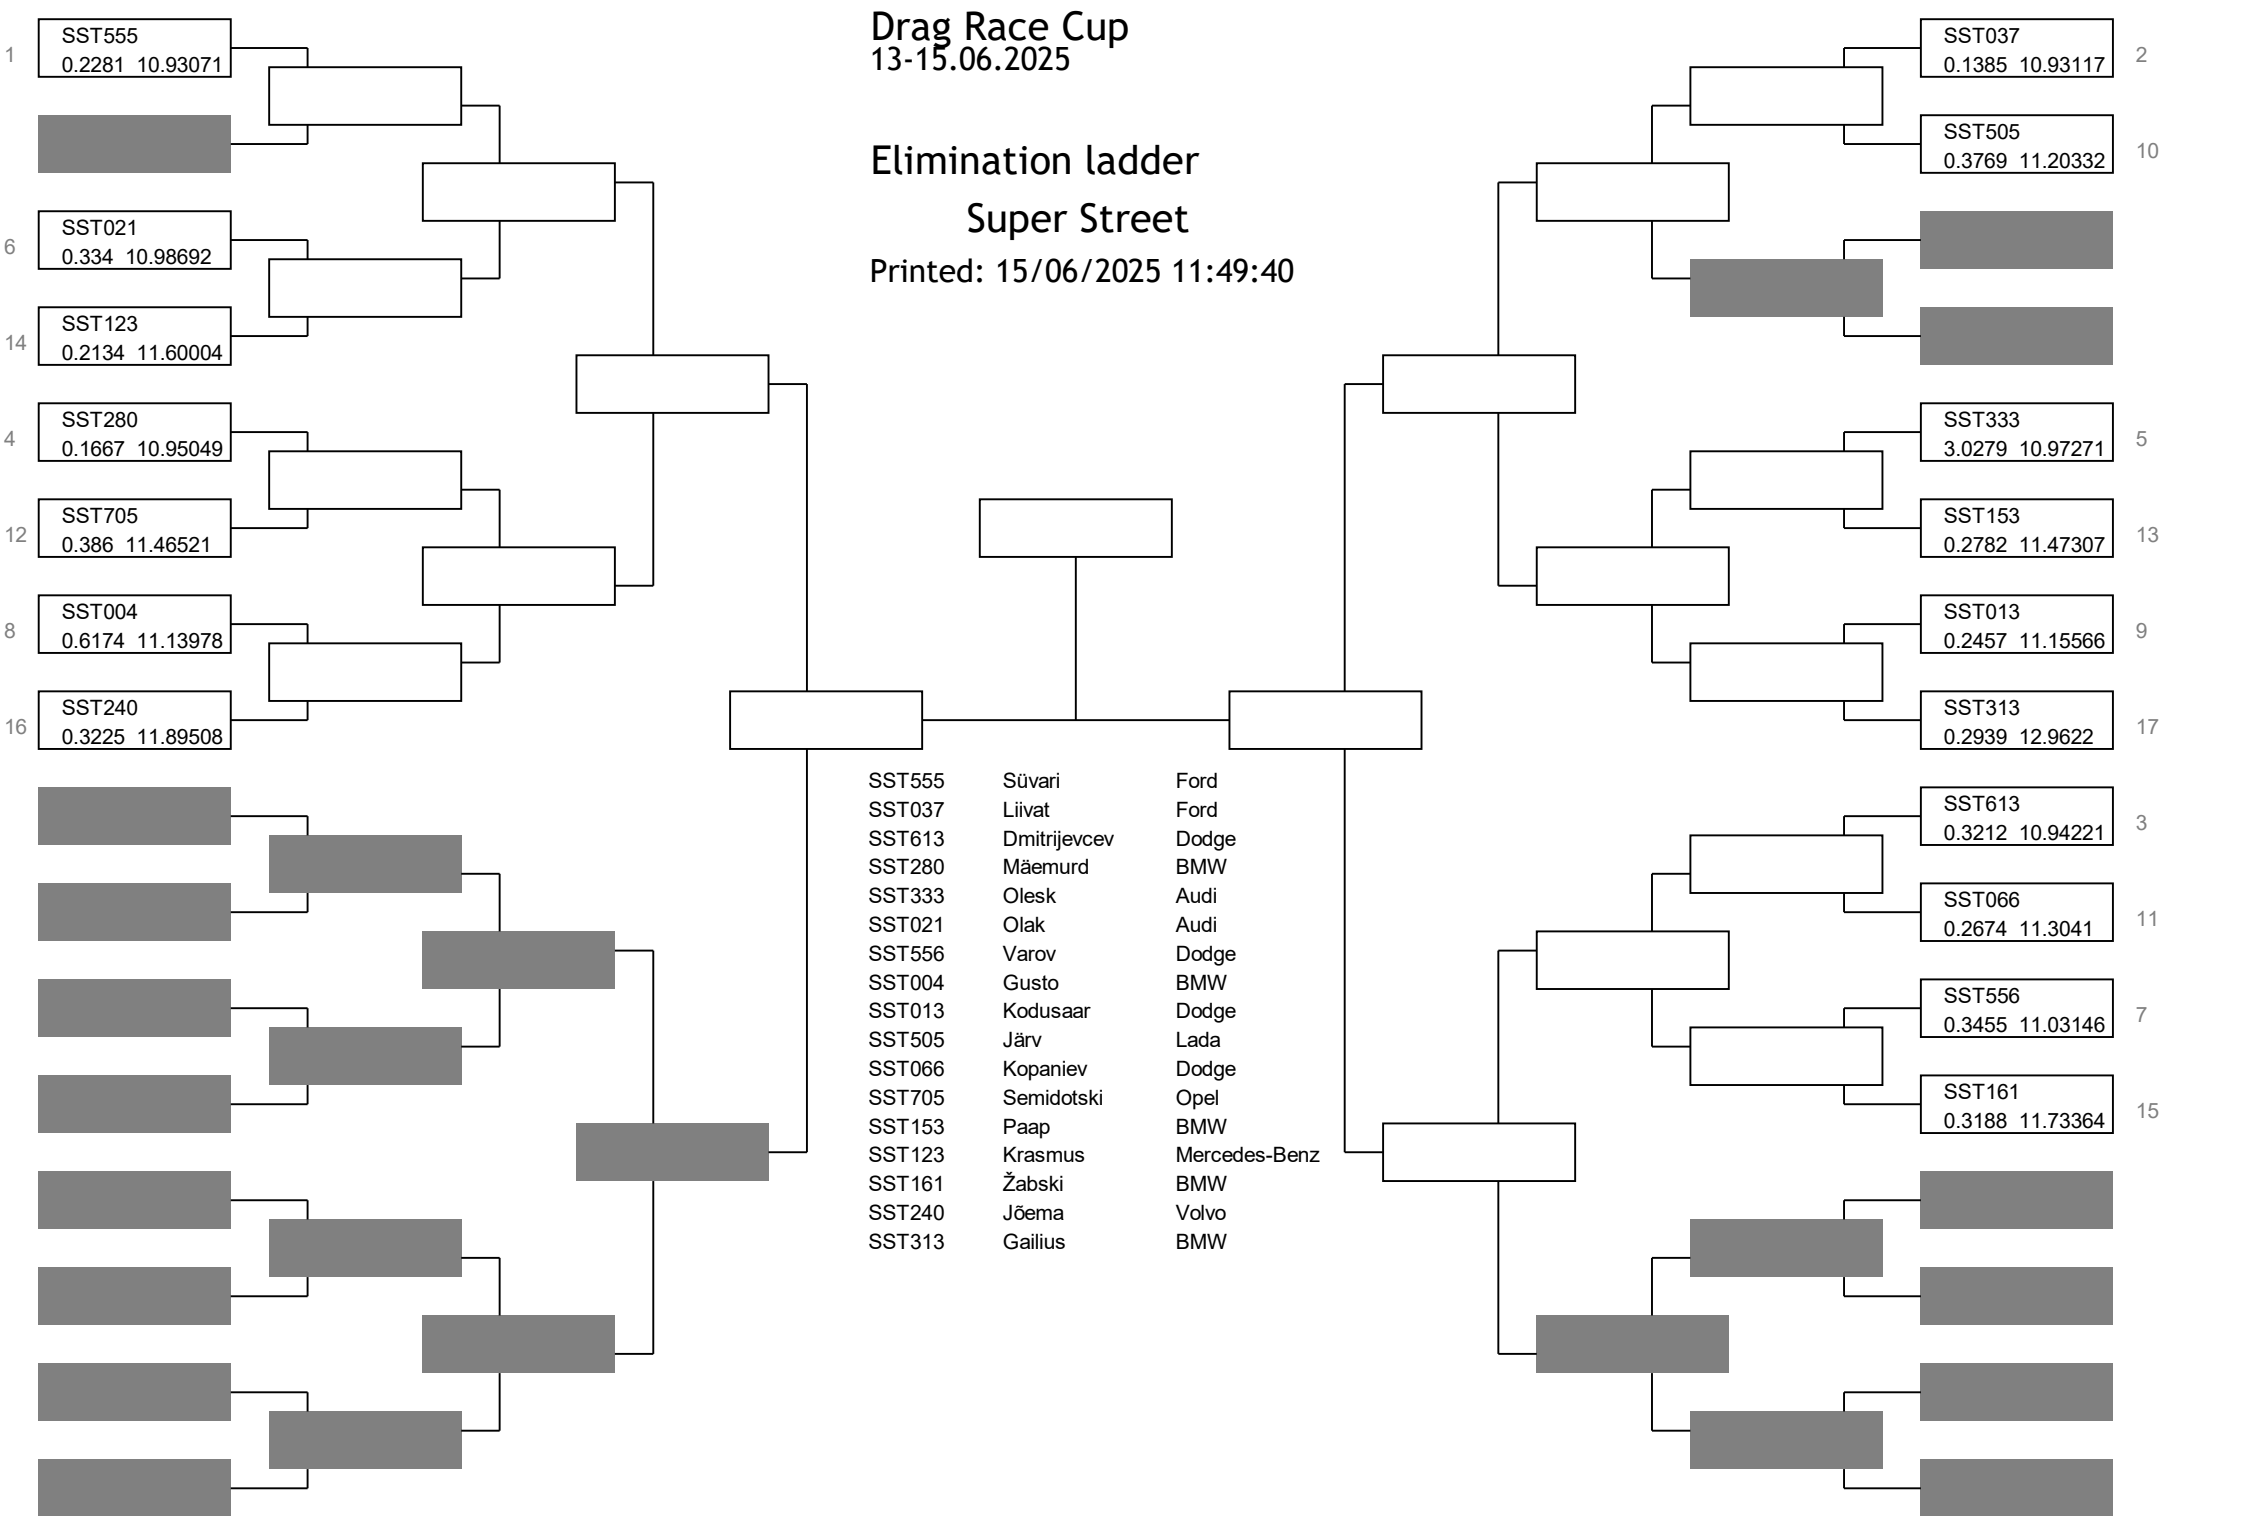 Drag Race Cup
13-15.06.2025
Elimination ladder
Super Street
Printed: 15/06/2025 11:49:40
1
SST555
0.2281 10.93071
6
SST021
0.334 10.98692
14
SST123
0.2134 11.60004
4
SST280
0.1667 10.95049
12
SST705
0.386 11.46521
8
SST004
0.6174 11.13978
16
SST240
0.3225 11.89508
SST037
0.1385 10.93117
2
SST505
0.3769 11.20332
10
SST333
3.0279 10.97271
5
SST153
0.2782 11.47307
13
SST013
0.2457 11.15566
9
SST313
0.2939 12.9622
17
SST613
0.3212 10.94221
3
SST066
0.2674 11.3041
11
SST556
0.3455 11.03146
7
SST161
0.3188 11.73364
15
SST555 Süvari Ford
SST037 Liivat Ford
SST613 Dmitrijevcev Dodge
SST280 Mäemurd BMW
SST333 Olesk Audi
SST021 Olak Audi
SST556 Varov Dodge
SST004 Gusto BMW
SST013 Kodusaar Dodge
SST505 Järv Lada
SST066 Kopaniev Dodge
SST705 Semidotski Opel
SST153 Paap BMW
SST123 Krasmus Mercedes-Benz
SST161 Žabski BMW
SST240 Jõema Volvo
SST313 Gailius BMW